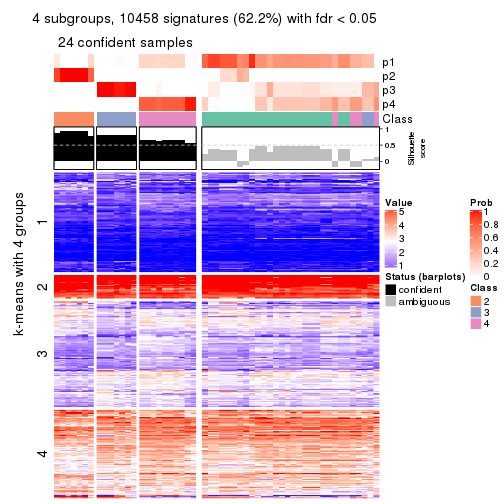 4 subgroups, 10458 signatures (62.2%) with fdr < 0.05
24 confident samples
p1
p2
p3
p4
Class
1
0.5
0
Silhouette
score
k-means with 4 groups
1
2
3
4
Value
5
4
3
2
1
Status (barplots)
confident
ambiguous
Prob
1
0.8
0.6
0.4
0.2
0
Class
2
3
4